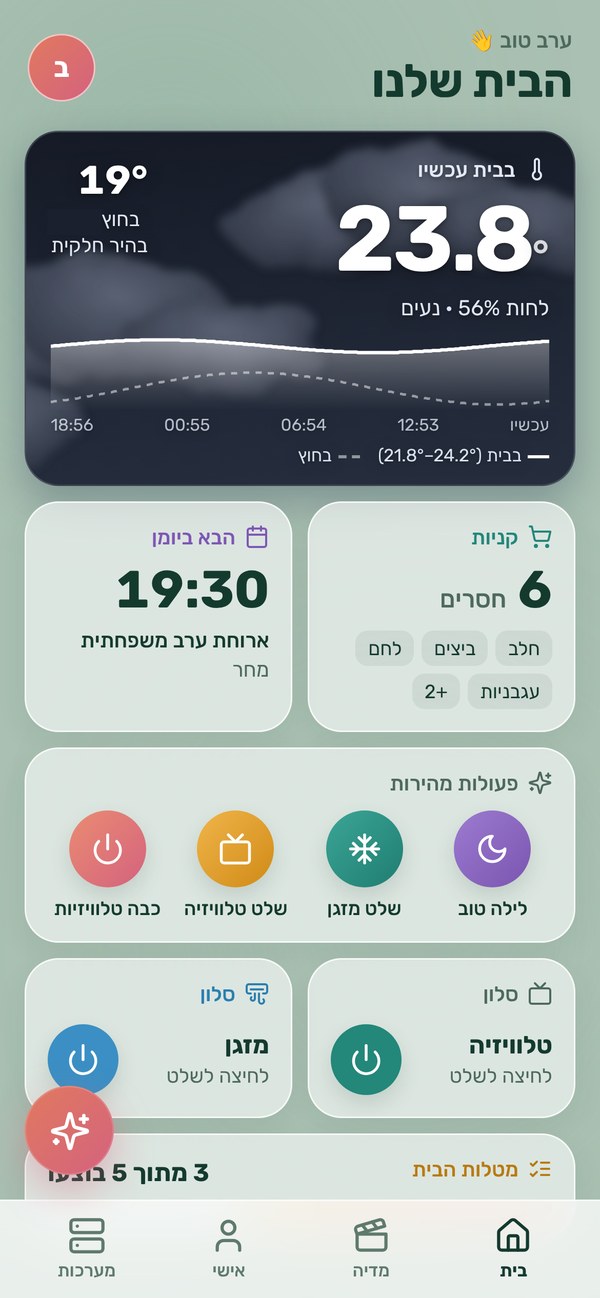 ערב טוב 👋
הבית שלנו
ב
בבית עכשיו
23.8°
לחות 56% • נעים
19°
בחוץ
בהיר חלקית
עכשיו 12:53 06:54 00:55 18:56
בבית (21.8°–24.2°) בחוץ
קניות
6 חסרים
חלב ביצים לחם
עגבניות +2
הבא ביומן
19:30
ארוחת ערב משפחתית
מחר
פעולות מהירות
לילה טוב שלט מזגן שלט טלוויזיה כבה טלוויזיות
סלון
טלוויזיה
לחיצה לשלט
סלון
מזגן
לחיצה לשלט
מטלות הבית
3 מתוך 5 בוצעו
בית מדיה אישי מערכות